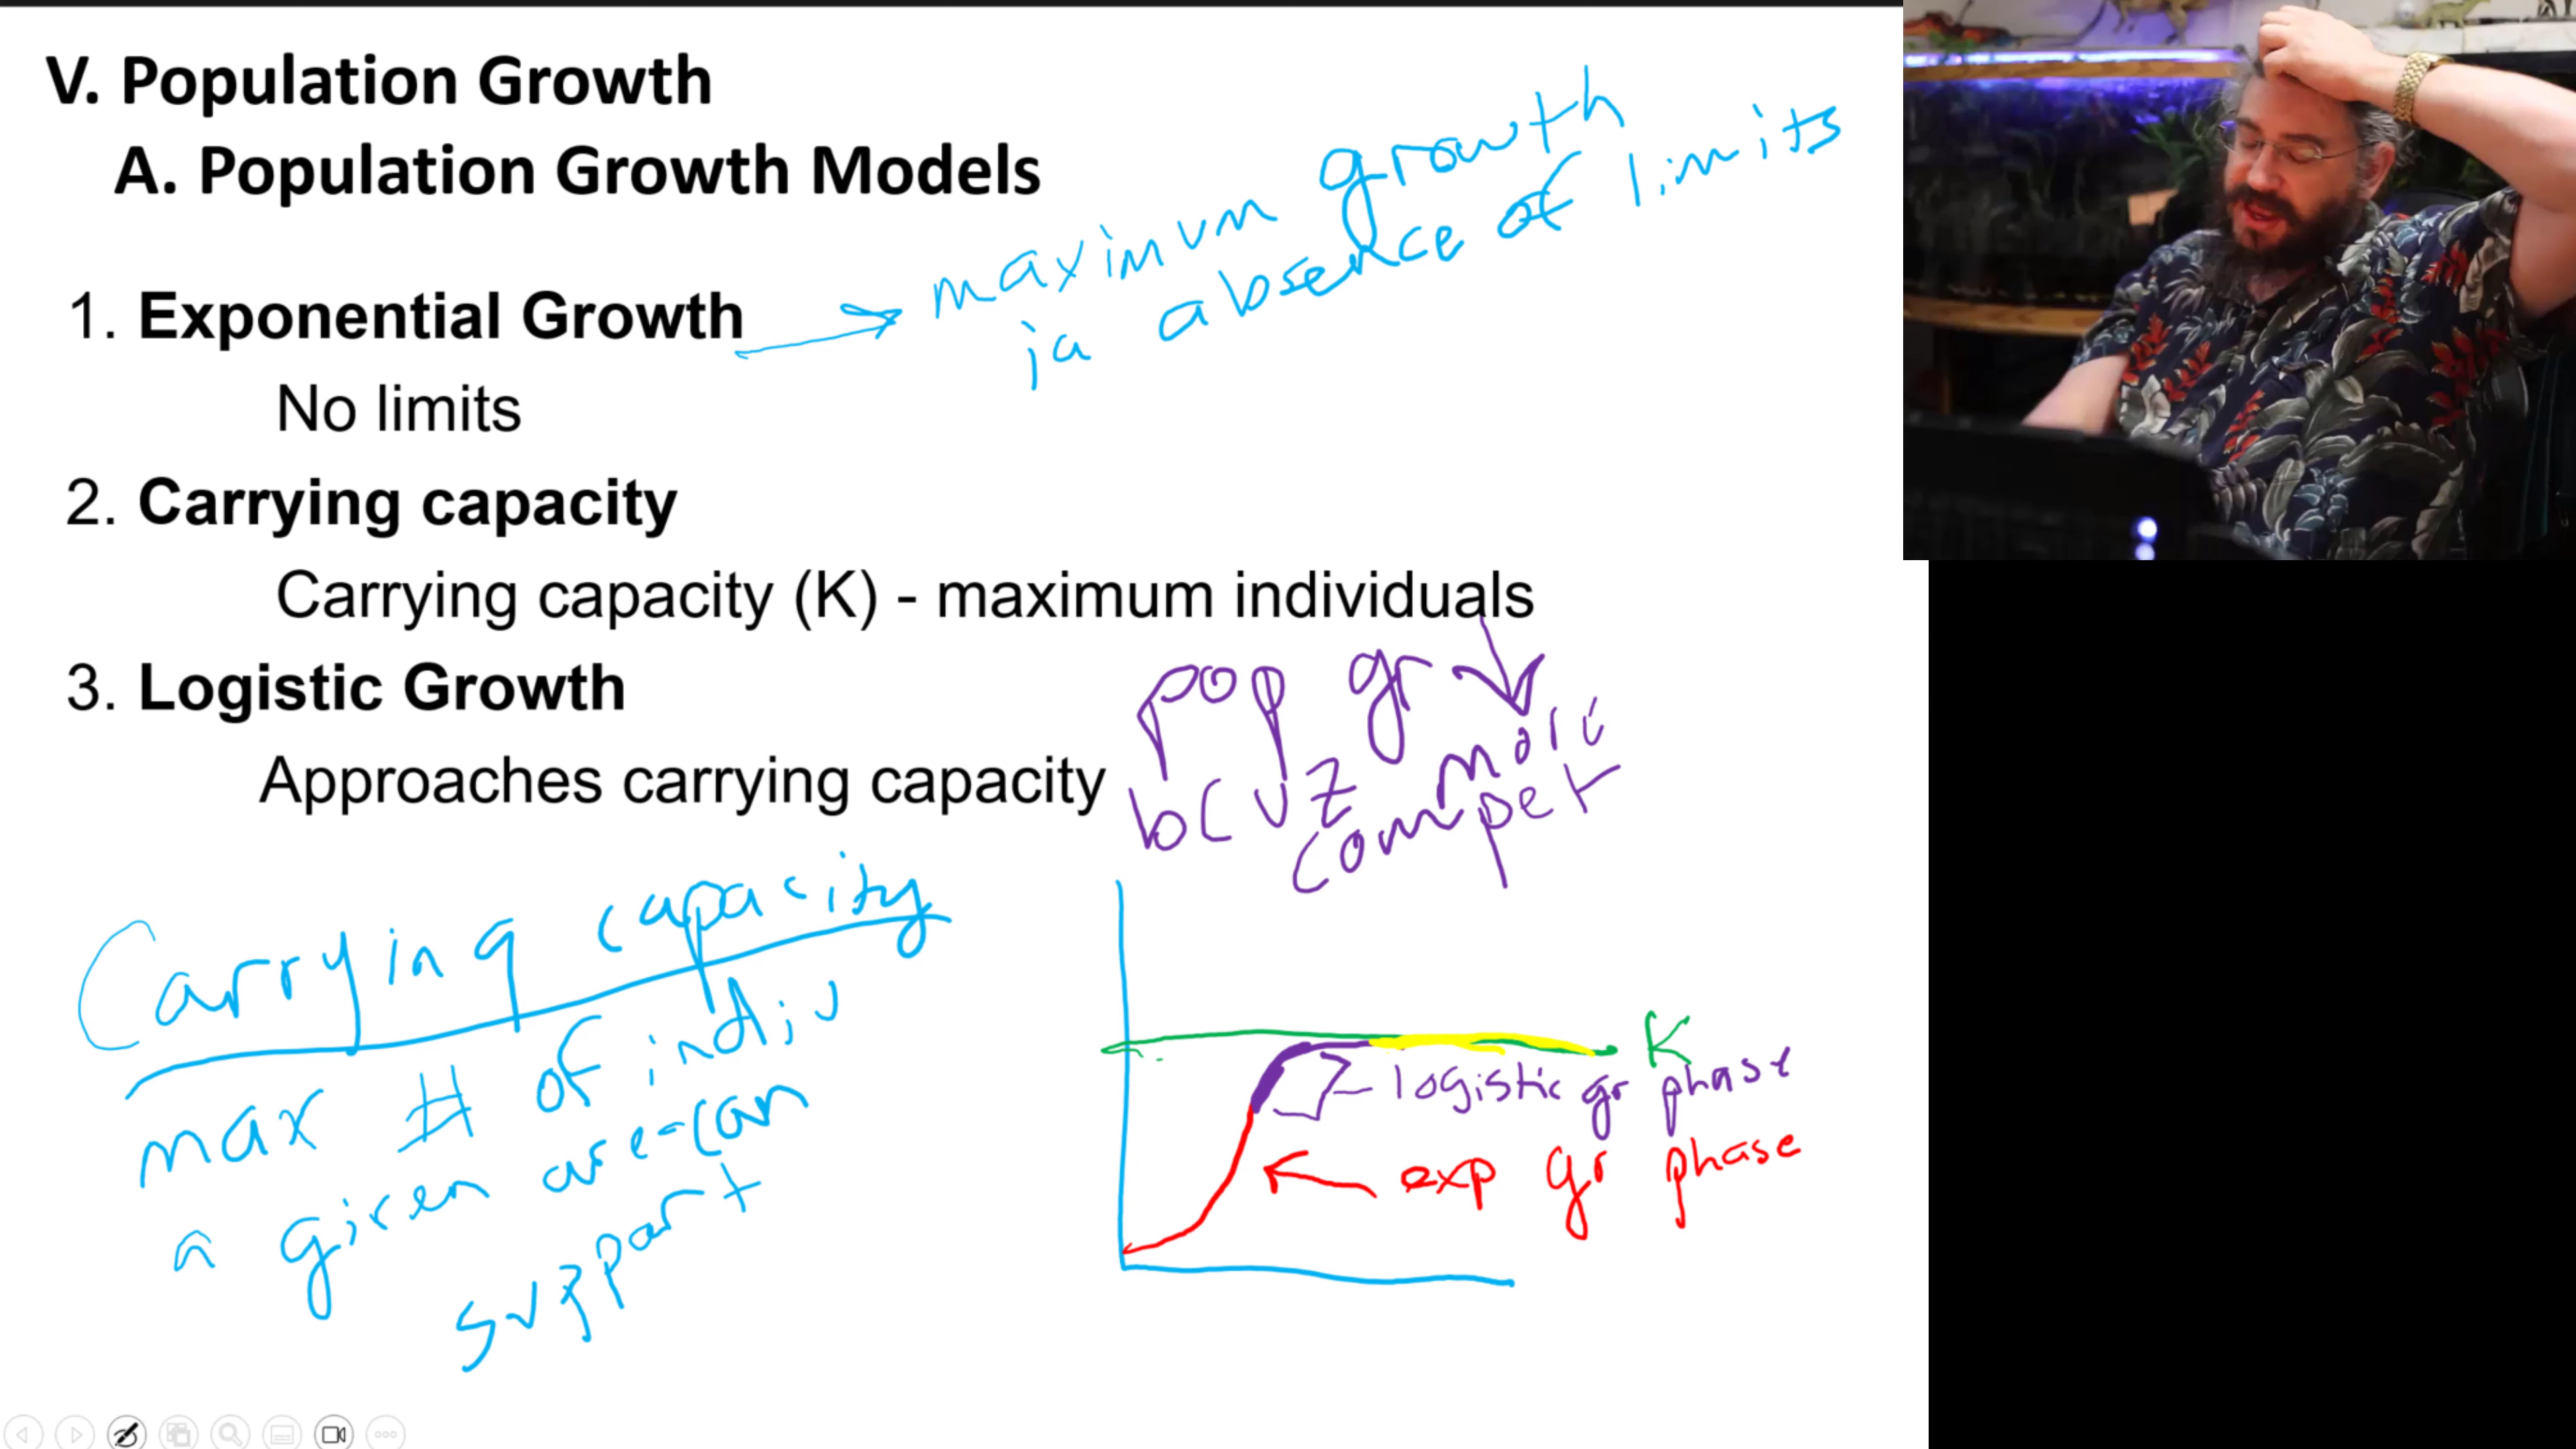 V. Population Growth
A. Population Growth Models
1. Exponential Growth
maximum growth
in absence of limits
No limits
2. Carrying capacity
Carrying capacity (K) - maximum individuals
3. Logistic Growth
pop gr
Approaches carrying capacity
bcuz more
compet
Carrying capacity
max # of indiv
a given area can
support
K
logistic gr phase
exp gr phase